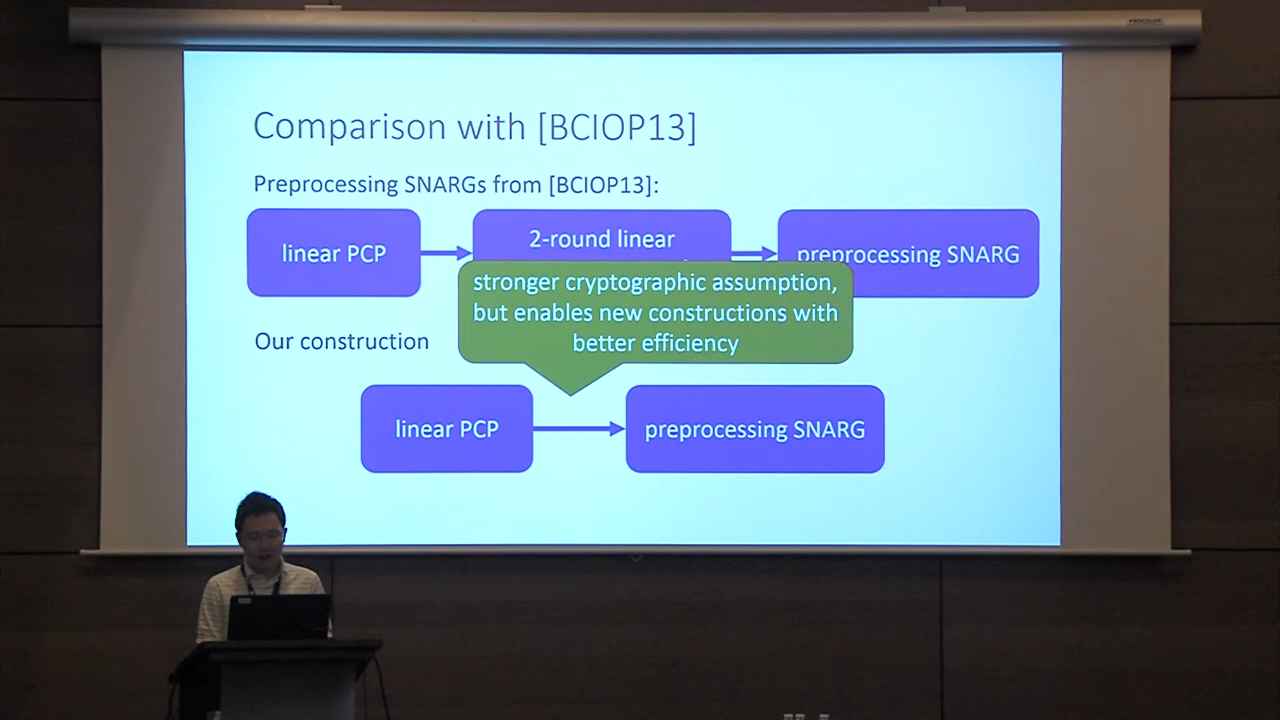 PROCOLOR
Comparison with [BCIOP13]
Preprocessing SNARGs from [BCIOP13]:
linear PCP
2-round linear
preprocessing SNARG
stronger cryptographic assumption,
but enables new constructions with
better efficiency
Our construction
linear PCP
preprocessing SNARG